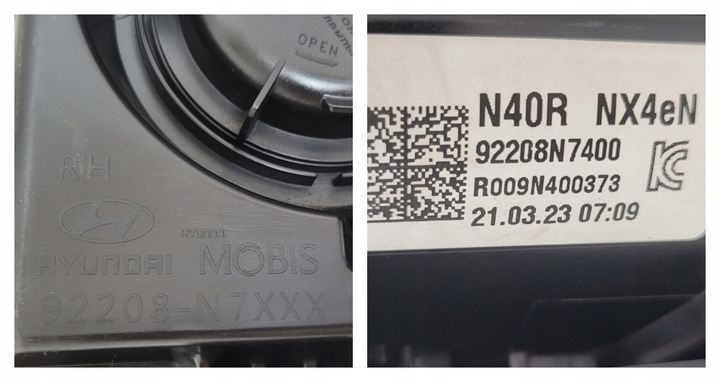 OPEN
RH
HYUNDAI
HYUNDAI MOBIS
92208-N7XXX
N40R NX4eN
92208N7400
R009N400373
21.03.23 07:09